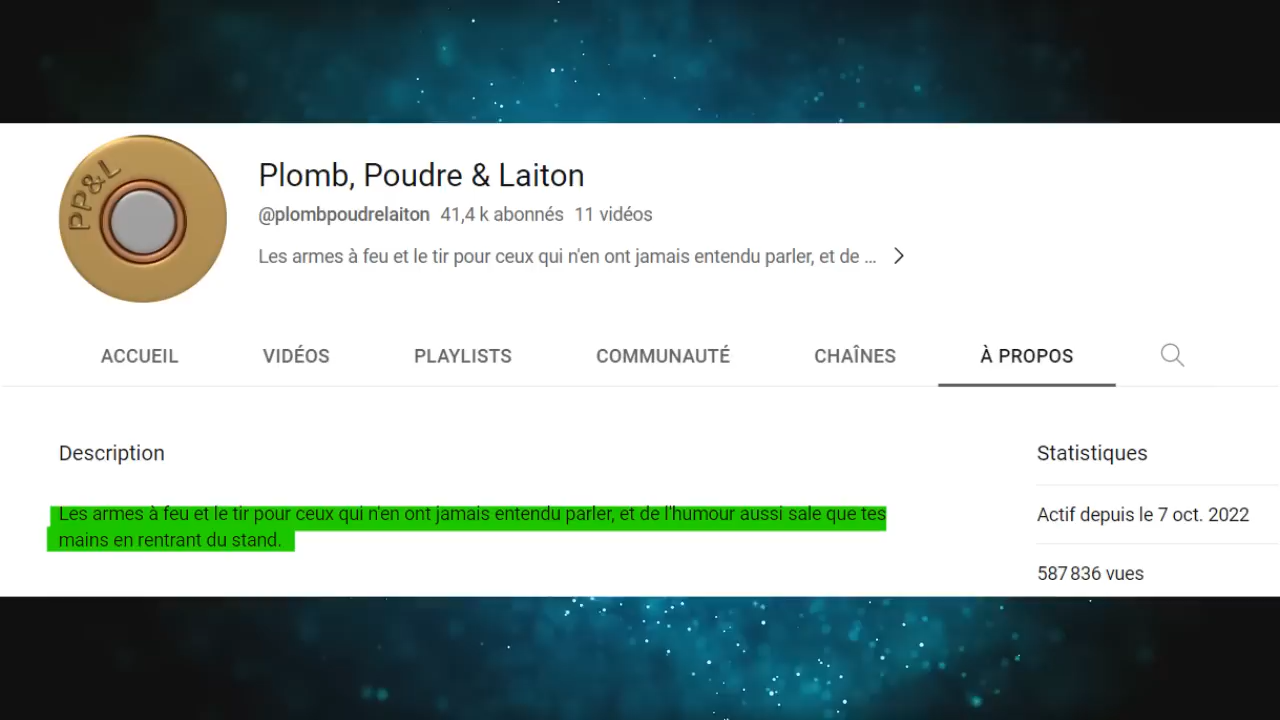 PP&L
Plomb, Poudre & Laiton
@plombpoudrelaiton 41,4 k abonnés 11 vidéos
Les armes à feu et le tir pour ceux qui n'en ont jamais entendu parler, et de ...
ACCUEIL VIDÉOS PLAYLISTS COMMUNAUTÉ CHAÎNES À PROPOS
Description
Les armes à feu et le tir pour ceux qui n'en ont jamais entendu parler, et de l'humour aussi sale que tes
mains en rentrant du stand.
Statistiques
Actif depuis le 7 oct. 2022
587 836 vues